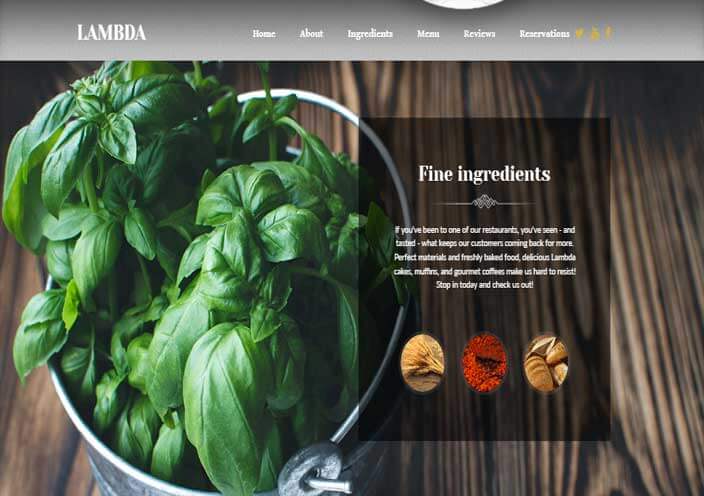 LAMBDA
Home About Ingredients Menu Reviews Reservations
Fine ingredients
If you've been to one of our restaurants, you've seen - and
tasted - what keeps our customers coming back for more.
Perfect materials and freshly baked food, delicious Lambda
cakes, muffins, and gourmet coffees make us hard to resist!
Stop in today and check us out!